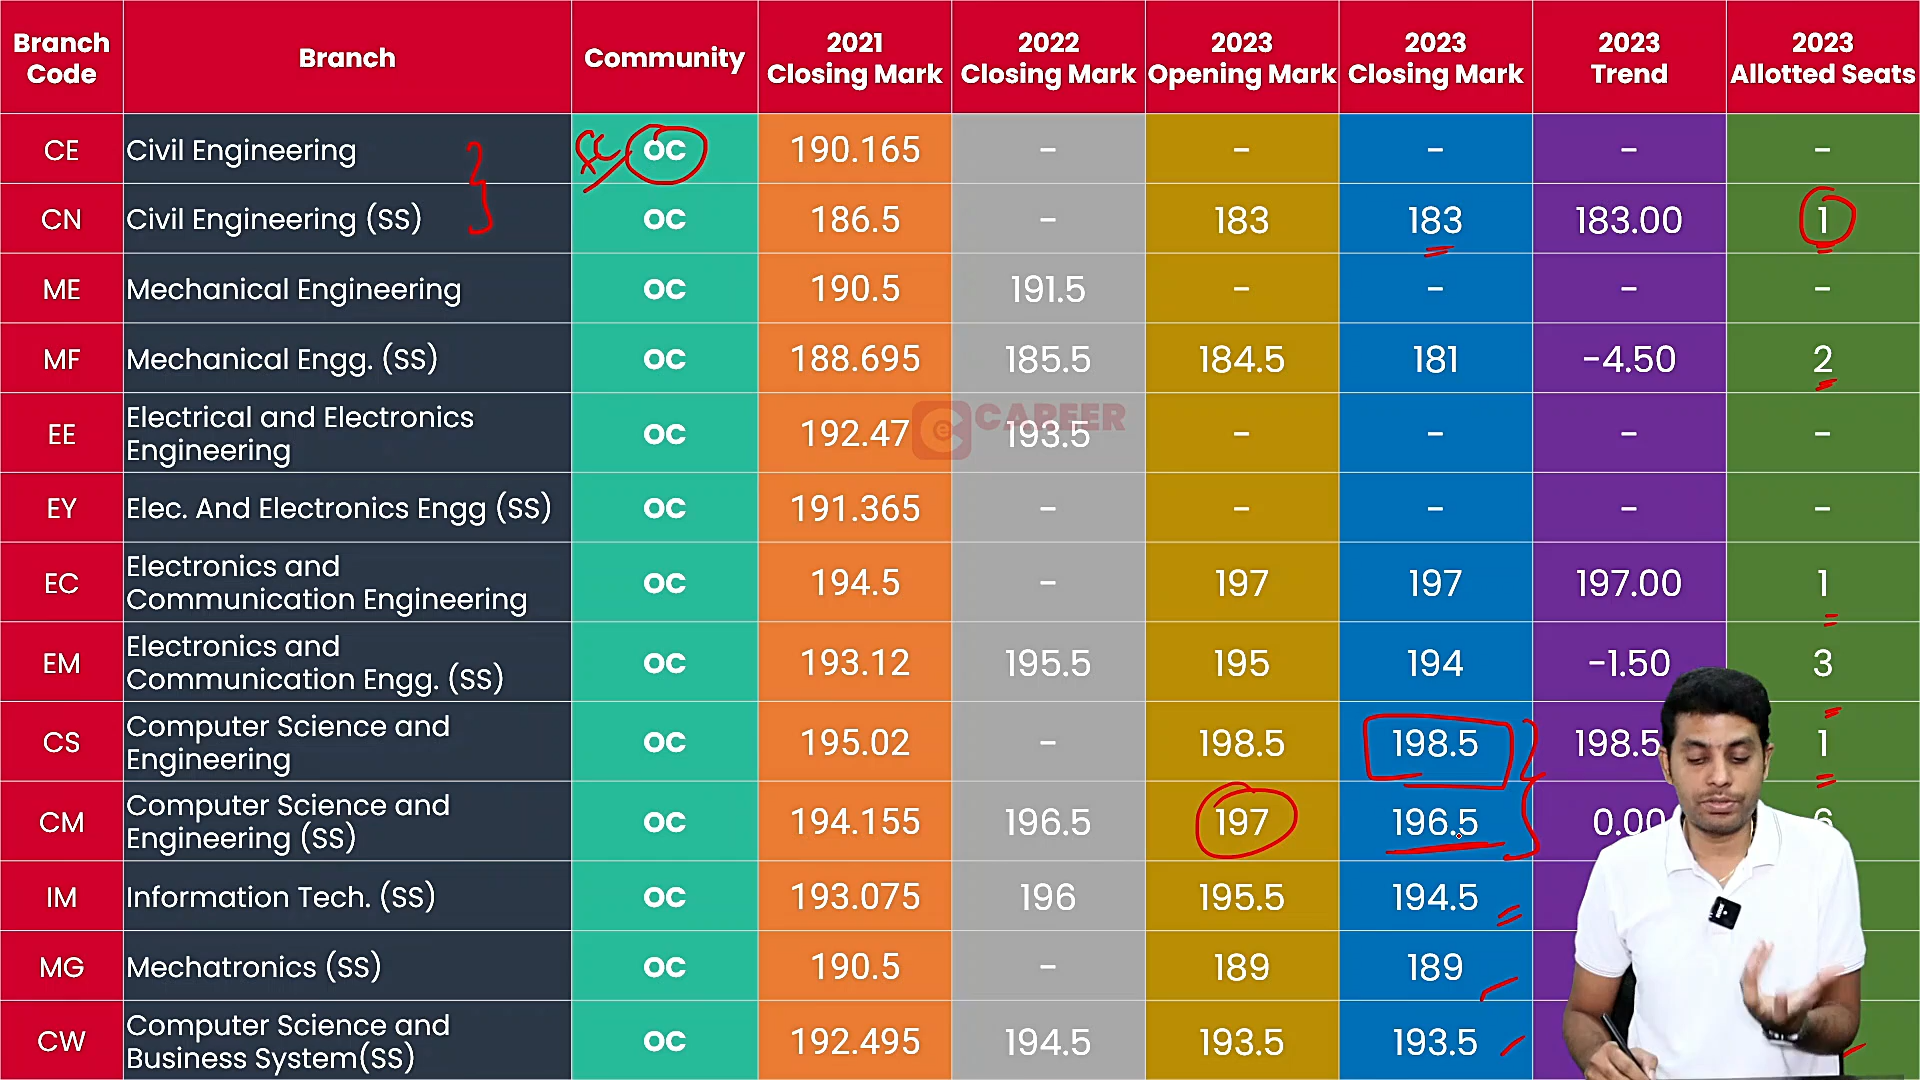 Branch Code Branch Community 2021 Closing Mark 2022 Closing Mark 2023 Opening Mark 2023 Closing Mark 2023 Trend 2023 Allotted Seats
CE Civil Engineering OC 190.165 - - - - -
CN Civil Engineering (SS) OC 186.5 - 183 183 183.00 1
ME Mechanical Engineering OC 190.5 191.5 - - - -
MF Mechanical Engg. (SS) OC 188.695 185.5 184.5 181 -4.50 2
EE Electrical and Electronics Engineering OC 192.47 193.5 - - - -
CAREER
EY Elec. And Electronics Engg (SS) OC 191.365 - - - - -
EC Electronics and Communication Engineering OC 194.5 - 197 197 197.00 1
EM Electronics and Communication Engg. (SS) OC 193.12 195.5 195 194 -1.50 3
CS Computer Science and Engineering OC 195.02 - 198.5 198.5 198.5 1
CM Computer Science and Engineering (SS) OC 194.155 196.5 197 196.5 0.00 6
IM Information Tech. (SS) OC 193.075 196 195.5 194.5
MG Mechatronics (SS) OC 190.5 - 189 189
CW Computer Science and Business System(SS) OC 192.495 194.5 193.5 193.5